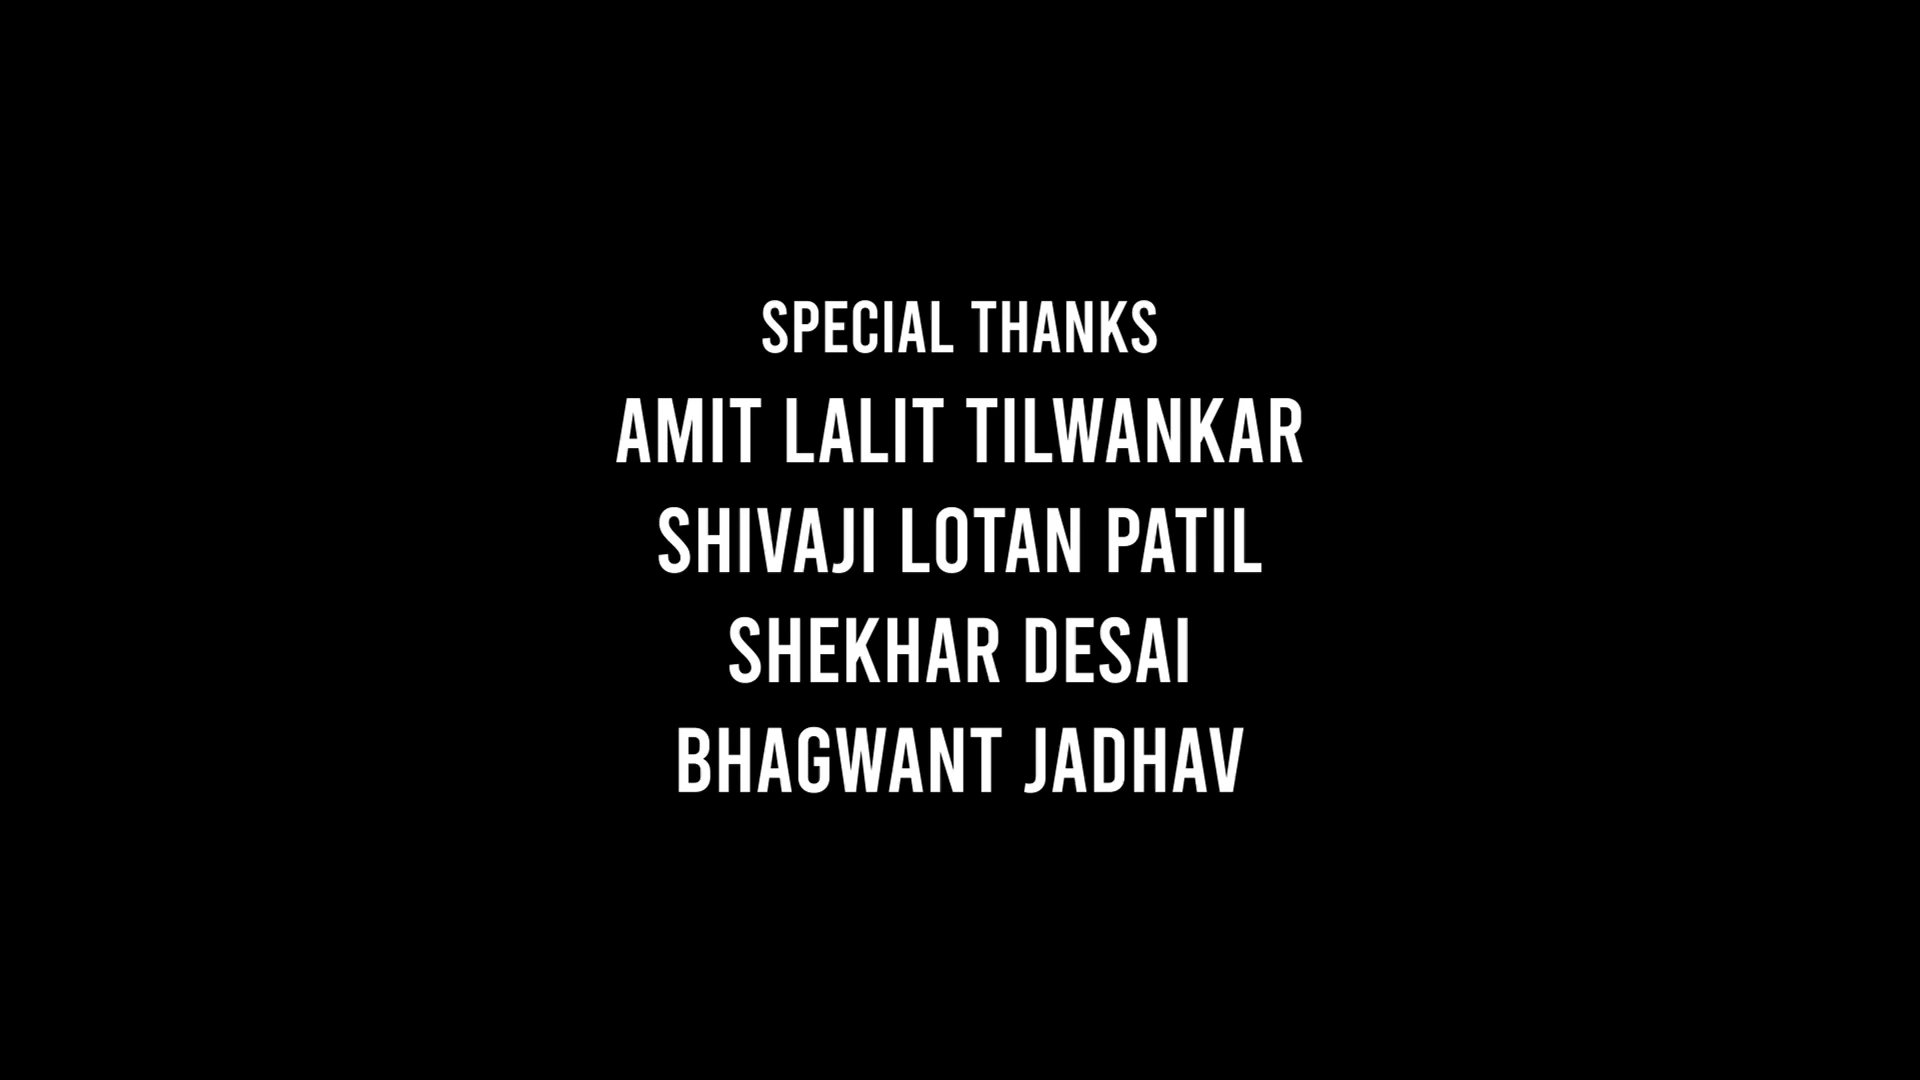 SPECIAL THANKS
AMIT LALIT TILWANKAR
SHIVAJI LOTAN PATIL
SHEKHAR DESAI
BHAGWANT JADHAV